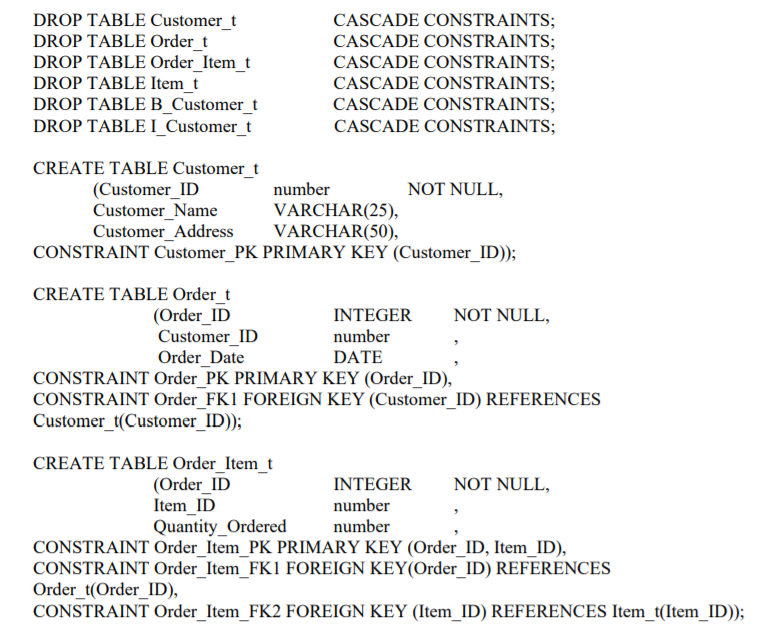 DROP TABLE Customer_t CASCADE CONSTRAINTS;
DROP TABLE Order_t CASCADE CONSTRAINTS;
DROP TABLE Order_Item_t CASCADE CONSTRAINTS;
DROP TABLE Item_t CASCADE CONSTRAINTS;
DROP TABLE B_Customer_t CASCADE CONSTRAINTS;
DROP TABLE I_Customer_t CASCADE CONSTRAINTS;
CREATE TABLE Customer_t
(Customer_ID number NOT NULL,
Customer_Name VARCHAR(25),
Customer_Address VARCHAR(50),
CONSTRAINT Customer_PK PRIMARY KEY (Customer_ID));
CREATE TABLE Order_t
(Order_ID INTEGER NOT NULL,
Customer_ID number ,
Order_Date DATE ,
CONSTRAINT Order_PK PRIMARY KEY (Order_ID),
CONSTRAINT Order_FK1 FOREIGN KEY (Customer_ID) REFERENCES
Customer_t(Customer_ID));
CREATE TABLE Order_Item_t
(Order_ID INTEGER NOT NULL,
Item_ID number ,
Quantity_Ordered number ,
CONSTRAINT Order_Item_PK PRIMARY KEY (Order_ID, Item_ID),
CONSTRAINT Order_Item_FK1 FOREIGN KEY(Order_ID) REFERENCES
Order_t(Order_ID),
CONSTRAINT Order_Item_FK2 FOREIGN KEY (Item_ID) REFERENCES Item_t(Item_ID));